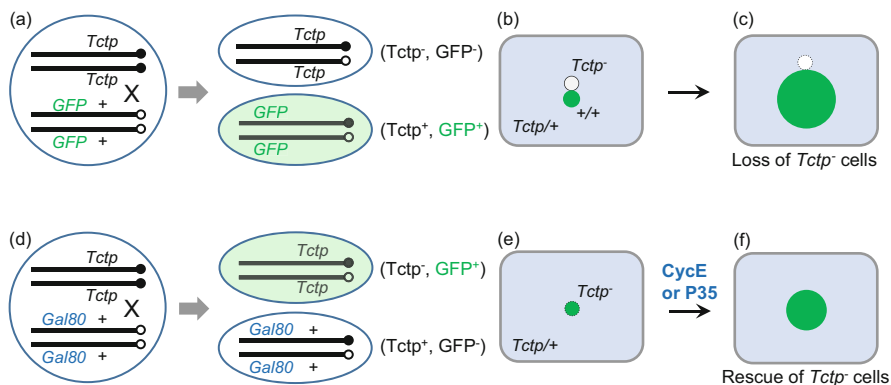 (a)
Tctp
Tctp
X
GFP +
GFP +
Tctp
Tctp
(Tctp⁻, GFP⁻)
GFP
GFP
(Tctp⁺, GFP⁺)
(b)
Tctp⁻
+/+
Tctp/+
(c)
Loss of Tctp⁻ cells
(d)
Tctp
Tctp
X
Gal80 +
Gal80 +
Tctp
Tctp
(Tctp⁻, GFP⁺)
Gal80 +
Gal80 +
(Tctp⁺, GFP⁻)
(e)
Tctp⁻
Tctp/+
CycE
or P35
(f)
Rescue of Tctp⁻ cells